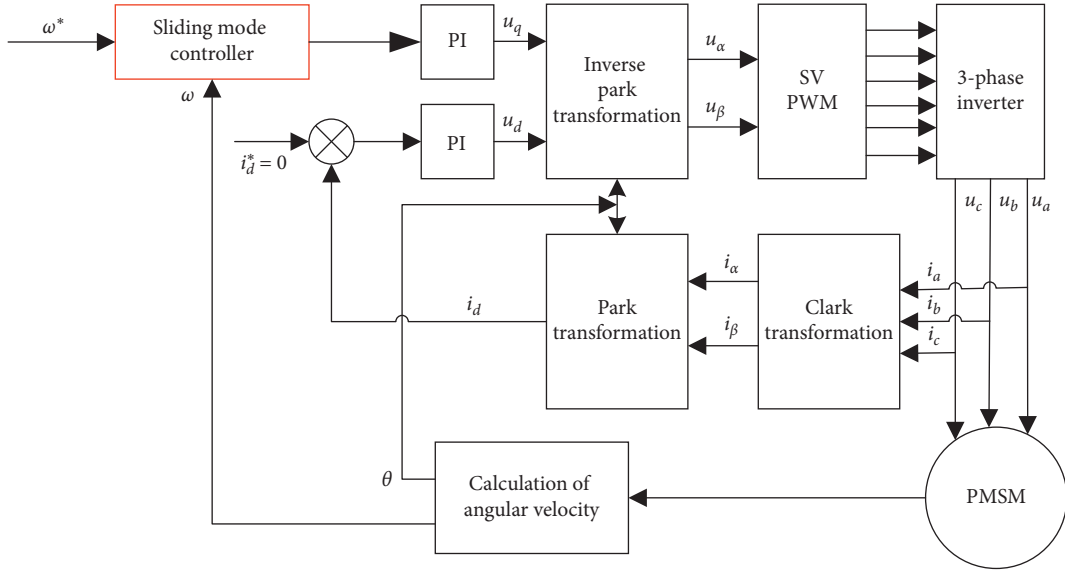 ω*
Sliding mode
controller
ω
PI
u_q
i_d^* = 0
PI
u_d
Inverse
park
transformation
u_α
u_β
SV
PWM
3-phase
inverter
u_c
u_b
u_a
i_d
Park
transformation
i_α
i_β
Clark
transformation
i_a
i_b
i_c
θ
Calculation of
angular velocity
PMSM